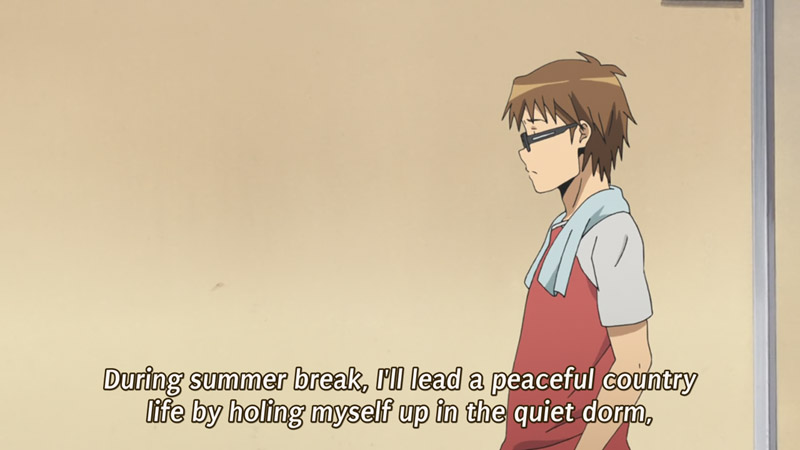 During summer break, I'll lead a peaceful country
life by holing myself up in the quiet dorm,